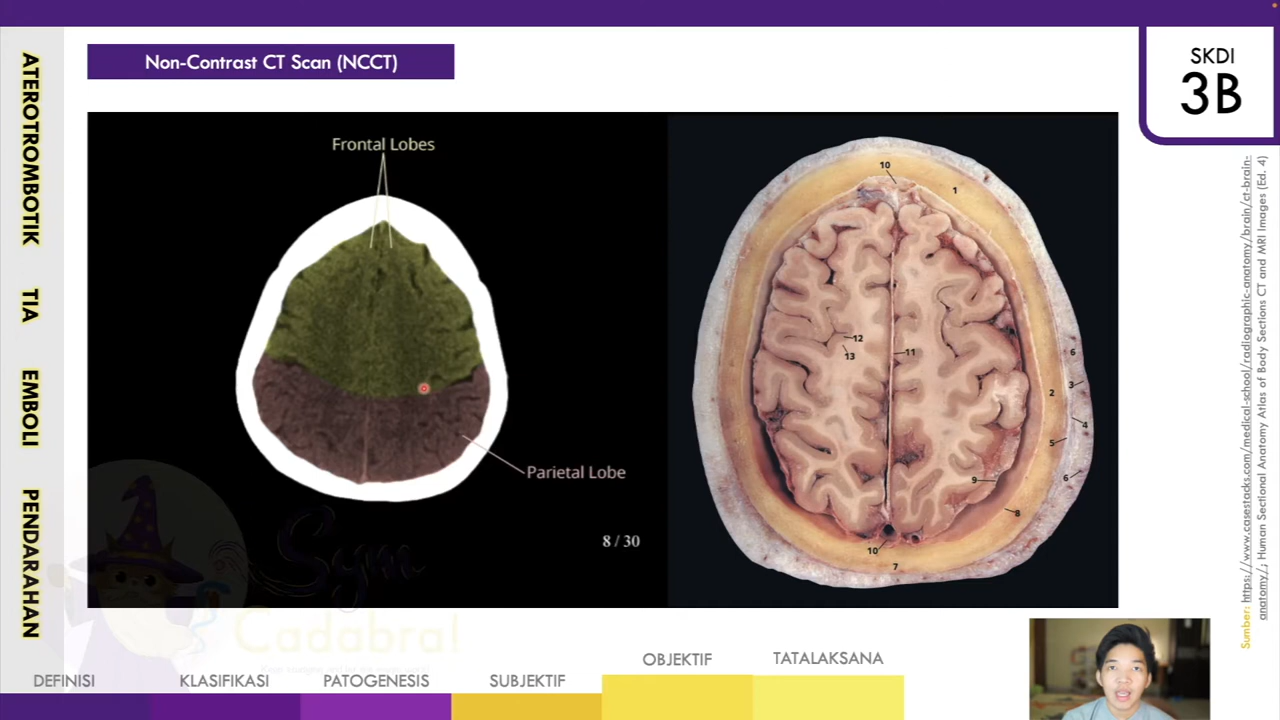 Non-Contrast CT Scan (NCCT)
SKDI
3B
ATEROTROMBOTIK
TIA
EMBOLI
PENDARAHAN
Frontal Lobes
Parietal Lobe
8 / 30
10
1
12
13
11
6
3
2
4
5
9
6
8
10
7
Sumber: https://www.casestacks.com/medical-school/radiographic-anatomy/brain/ct-brain-
anatomy/; Human Sectional Anatomy Atlas of Body Sections CT and MRI Images (Ed. 4)
Sym
Cadabra!
DEFINISI
KLASIFIKASI
PATOGENESIS
SUBJEKTIF
OBJEKTIF
TATALAKSANA